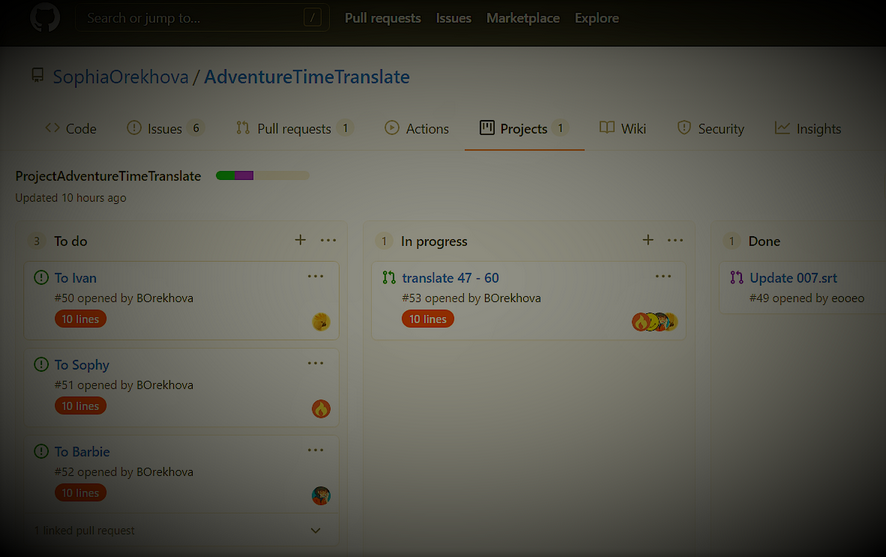 Search or jump to... /
Pull requests Issues Marketplace Explore
SophiaOrekhova / AdventureTimeTranslate
Code Issues 6 Pull requests 1 Actions Projects 1 Wiki Security Insights
ProjectAdventureTimeTranslate
Updated 10 hours ago
3 To do + ...
To Ivan ...
#50 opened by BOrekhova
10 lines
To Sophy ...
#51 opened by BOrekhova
10 lines
To Barbie ...
#52 opened by BOrekhova
10 lines
1 linked pull request
1 In progress + ...
translate 47 - 60 ...
#53 opened by BOrekhova
10 lines
1 Done
Update 007.srt
#49 opened by eooeo